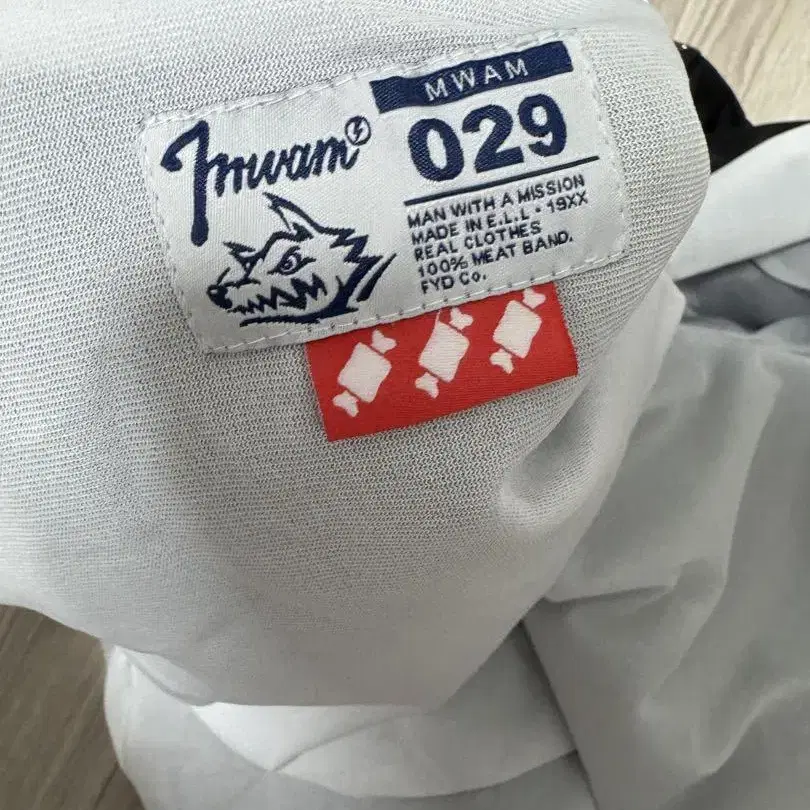 mwam
MWAM
029
MAN WITH A MISSION
MADE IN E.L.L - 19XX
REAL CLOTHES
100% MEAT BAND.
FYD Co.